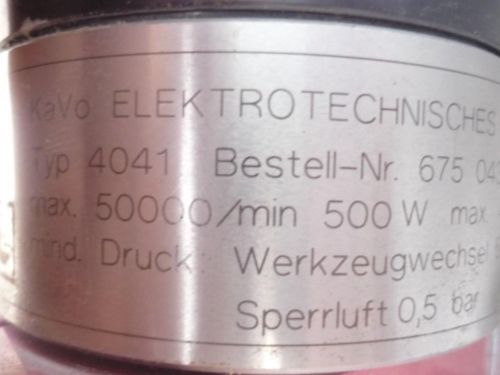 KaVo ELEKTROTECHNISCHES
Typ 4041 Bestell-Nr. 675 04
max. 50000/min 500 W max.
mind. Druck: Werkzeugwechsel
Sperrluft 0,5 bar